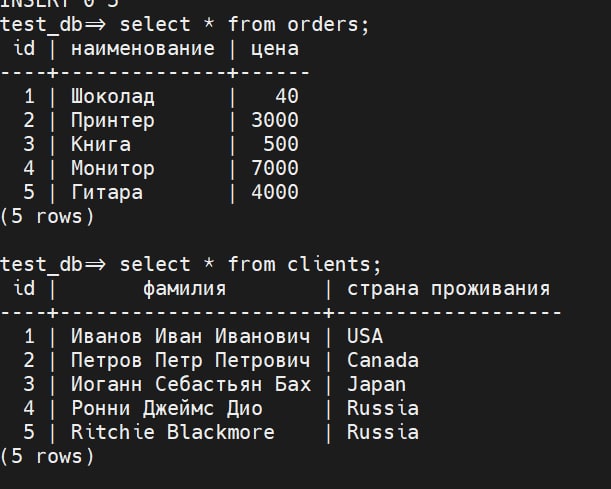 INSERT 0 5
test_db=> select * from orders;
 id | наименование | цена
----+--------------+------
  1 | Шоколад      |   40
  2 | Принтер      | 3000
  3 | Книга        |  500
  4 | Монитор      | 7000
  5 | Гитара       | 4000
(5 rows)

test_db=> select * from clients;
 id |       фамилия        | страна проживания
----+----------------------+-------------------
  1 | Иванов Иван Иванович | USA
  2 | Петров Петр Петрович | Canada
  3 | Иоганн Себастьян Бах | Japan
  4 | Ронни Джеймс Дио     | Russia
  5 | Ritchie Blackmore    | Russia
(5 rows)